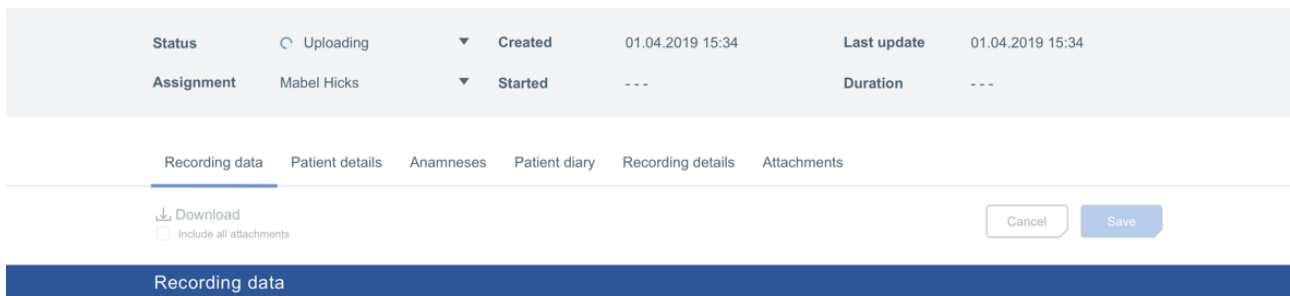 Status Uploading Created 01.04.2019 15:34 Last update 01.04.2019 15:34
Assignment Mabel Hicks Started - - - Duration - - -
Recording data Patient details Anamneses Patient diary Recording details Attachments
Download
Include all attachments
Cancel Save
Recording data